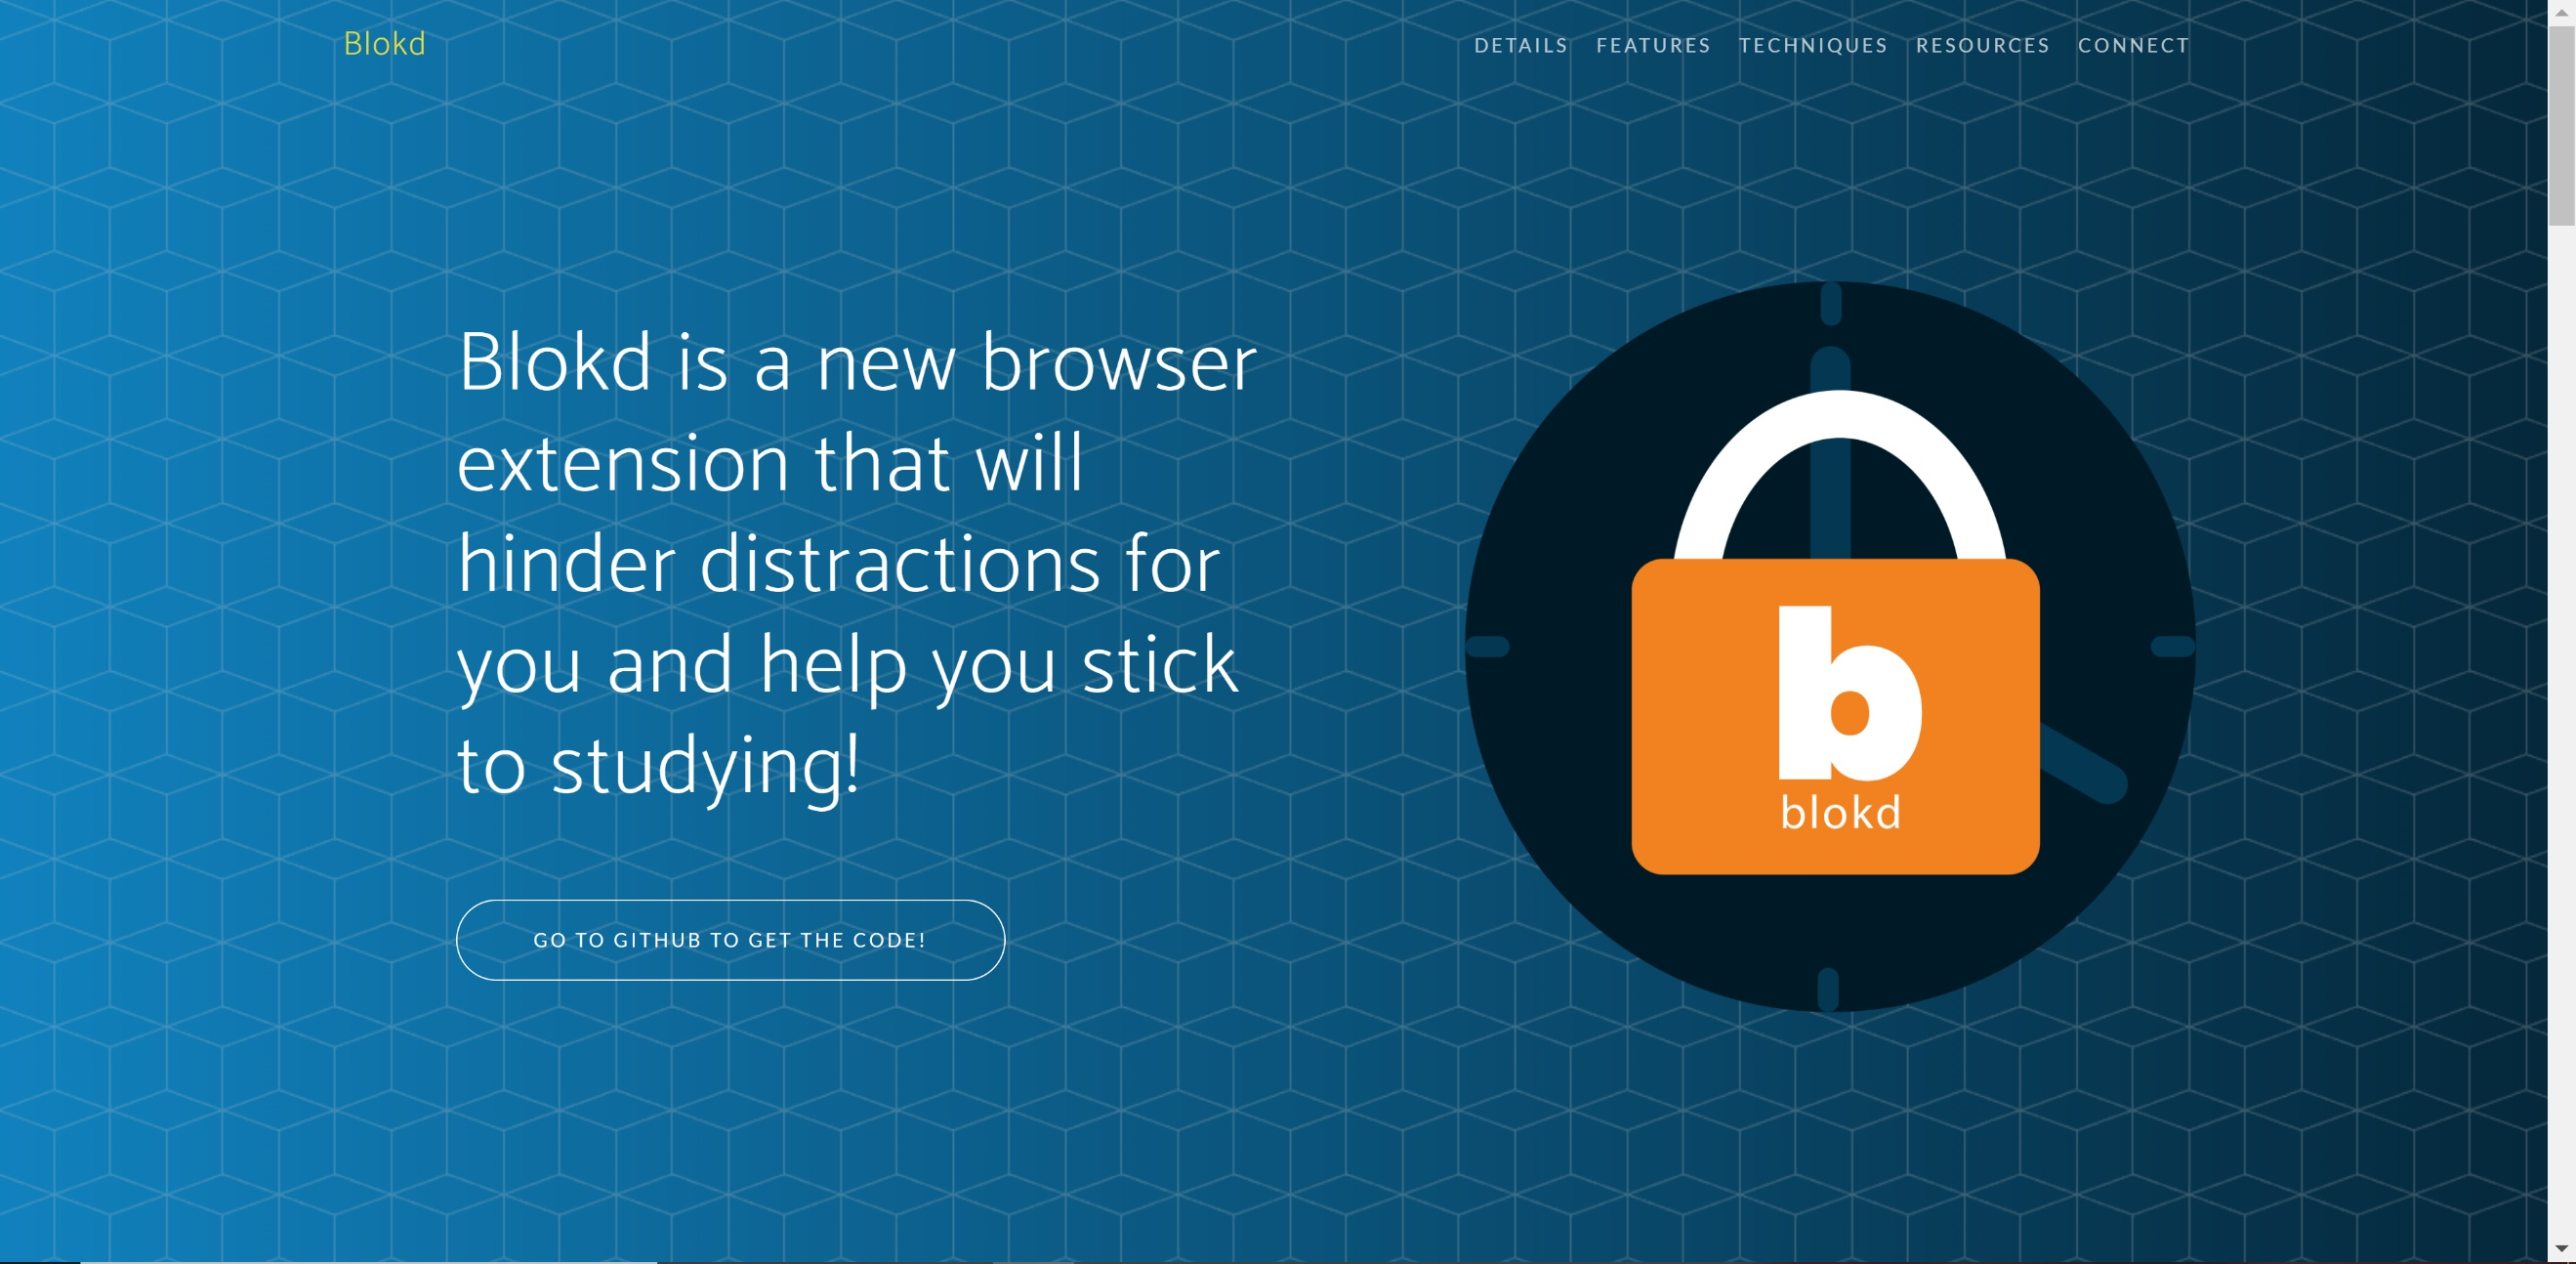 Blokd
DETAILS FEATURES TECHNIQUES RESOURCES CONNECT
Blokd is a new browser
extension that will
hinder distractions for
you and help you stick
to studying!
GO TO GITHUB TO GET THE CODE!
b
blokd